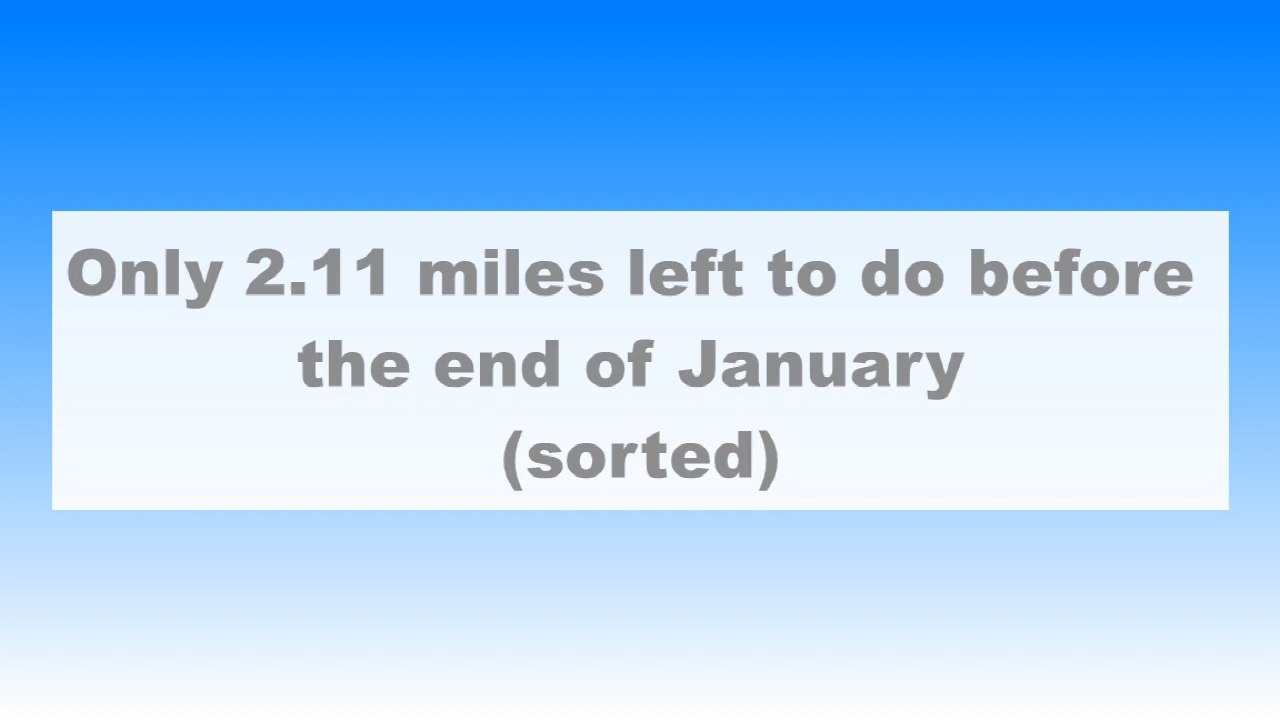 Only 2.11 miles left to do before
the end of January
(sorted)